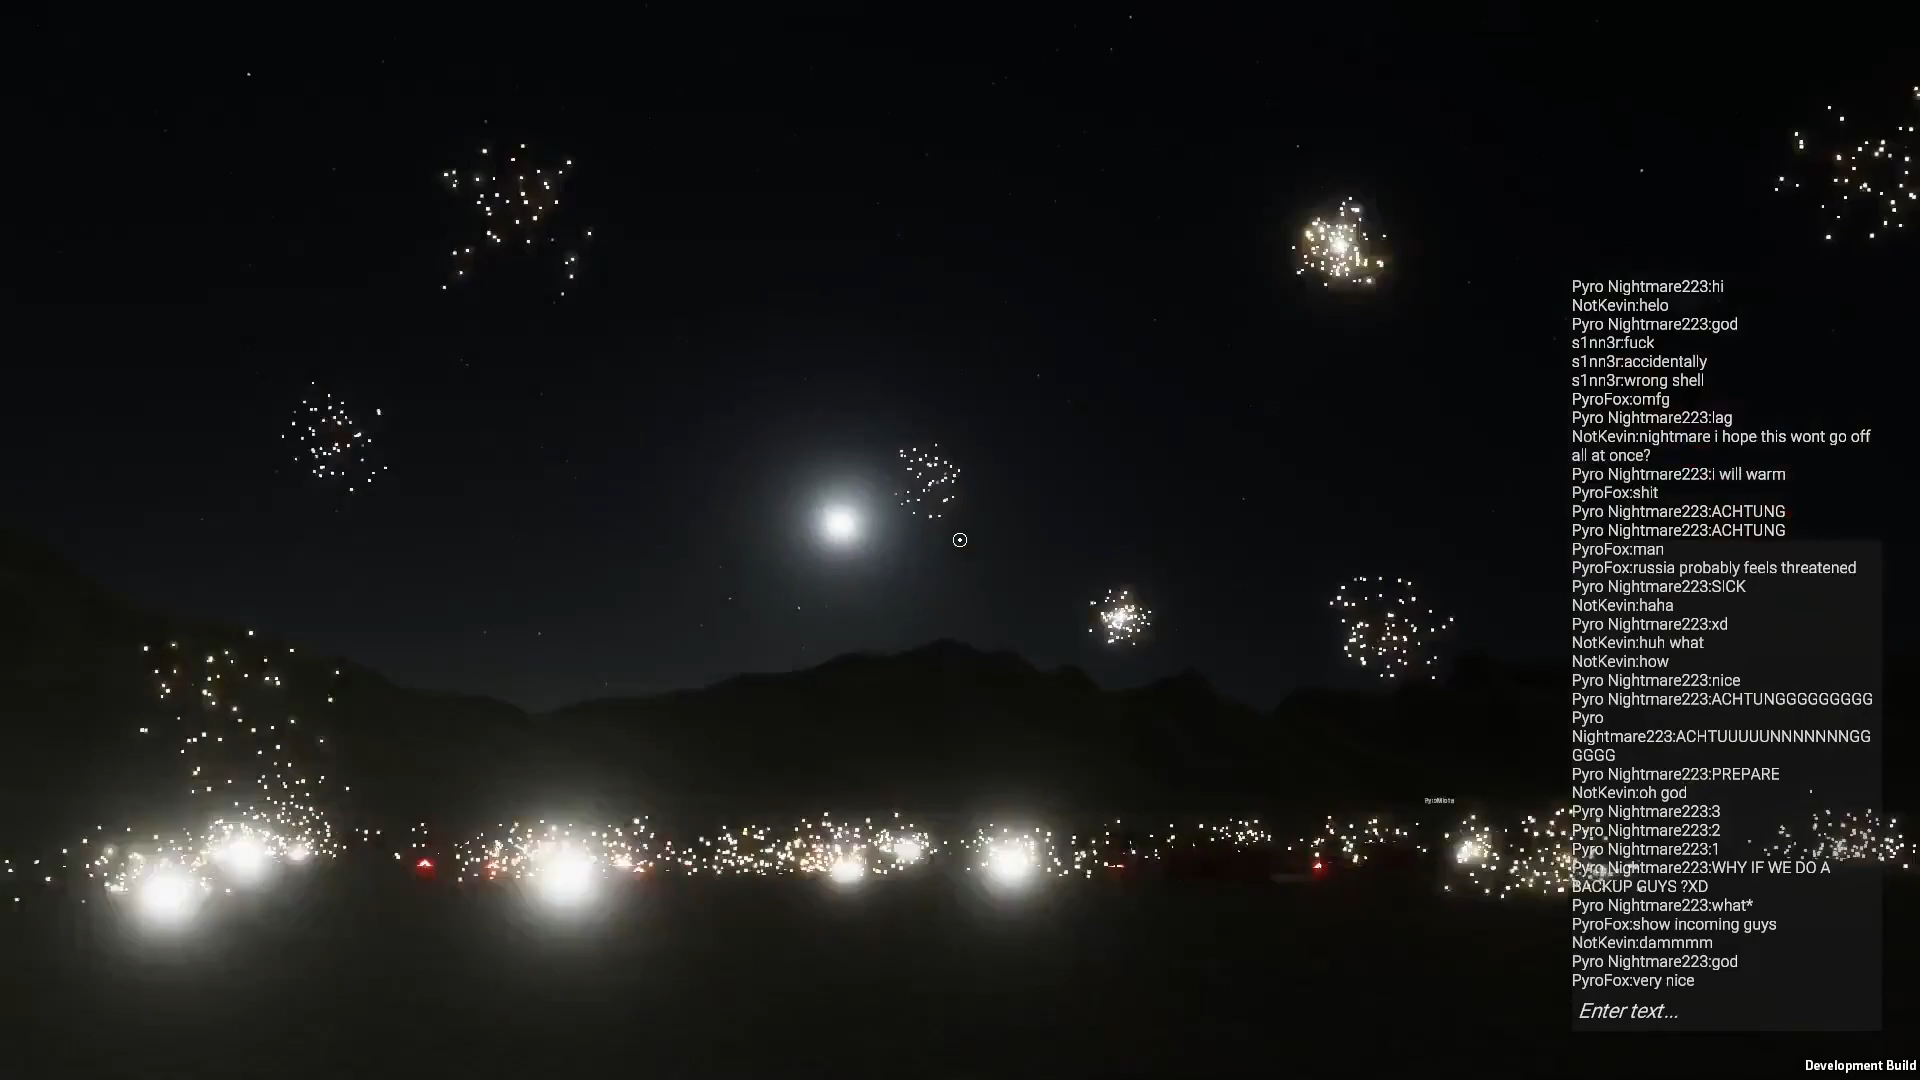 Pyro Nightmare223:hi
NotKevin:helo
Pyro Nightmare223:god
s1nn3r:fuck
s1nn3r:accidentally
s1nn3r:wrong shell
PyroFox:omfg
Pyro Nightmare223:lag
NotKevin:nightmare i hope this wont go off
all at once?
Pyro Nightmare223:i will warm
PyroFox:shit
Pyro Nightmare223:ACHTUNG
Pyro Nightmare223:ACHTUNG
PyroFox:man
PyroFox:russia probably feels threatened
Pyro Nightmare223:SICK
NotKevin:haha
Pyro Nightmare223:xd
NotKevin:huh what
NotKevin:how
Pyro Nightmare223:nice
Pyro Nightmare223:ACHTUNGGGGGGGGG
Pyro
Nightmare223:ACHTUUUUUNNNNNNNGG
GGGG
Pyro Nightmare223:PREPARE
NotKevin:oh god
Pyro Nightmare223:3
Pyro Nightmare223:2
Pyro Nightmare223:1
Pyro Nightmare223:WHY IF WE DO A
BACKUP GUYS ?XD
Pyro Nightmare223:what*
PyroFox:show incoming guys
NotKevin:dammmm
Pyro Nightmare223:god
PyroFox:very nice
Enter text...
Development Build